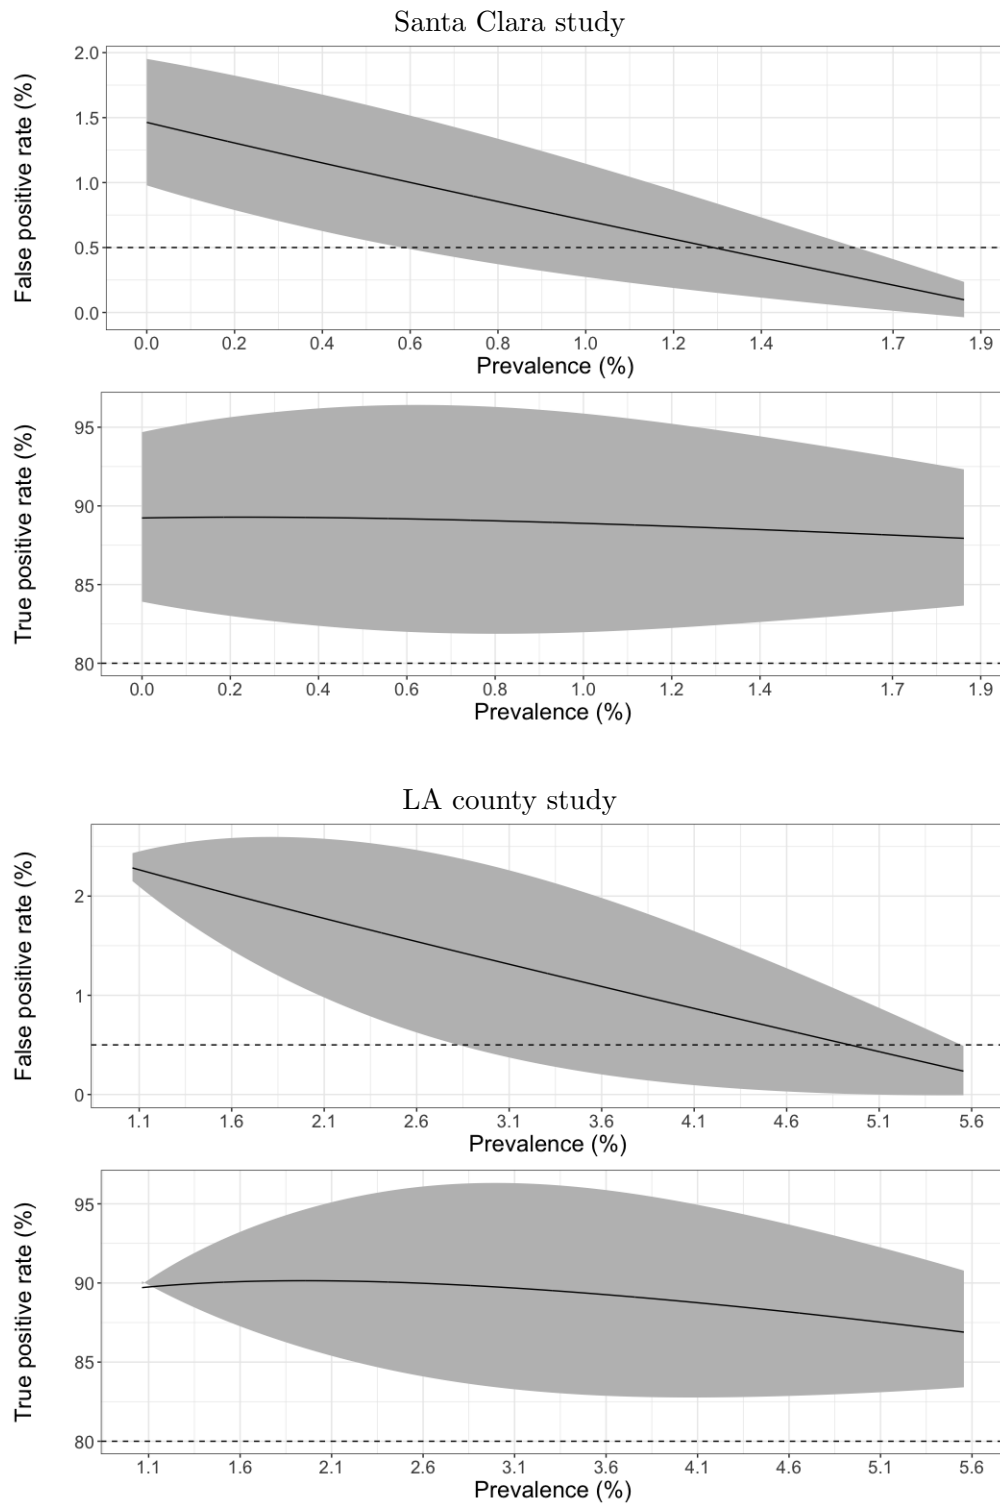 Santa Clara study
False positive rate (%)
2.0
1.5
1.0
0.5
0.0
0.0 0.2 0.4 0.6 0.8 1.0 1.2 1.4 1.7 1.9
Prevalence (%)
True positive rate (%)
95
90
85
80
0.0 0.2 0.4 0.6 0.8 1.0 1.2 1.4 1.7 1.9
Prevalence (%)
LA county study
False positive rate (%)
2
1
0
1.1 1.6 2.1 2.6 3.1 3.6 4.1 4.6 5.1 5.6
Prevalence (%)
True positive rate (%)
95
90
85
80
1.1 1.6 2.1 2.6 3.1 3.6 4.1 4.6 5.1 5.6
Prevalence (%)